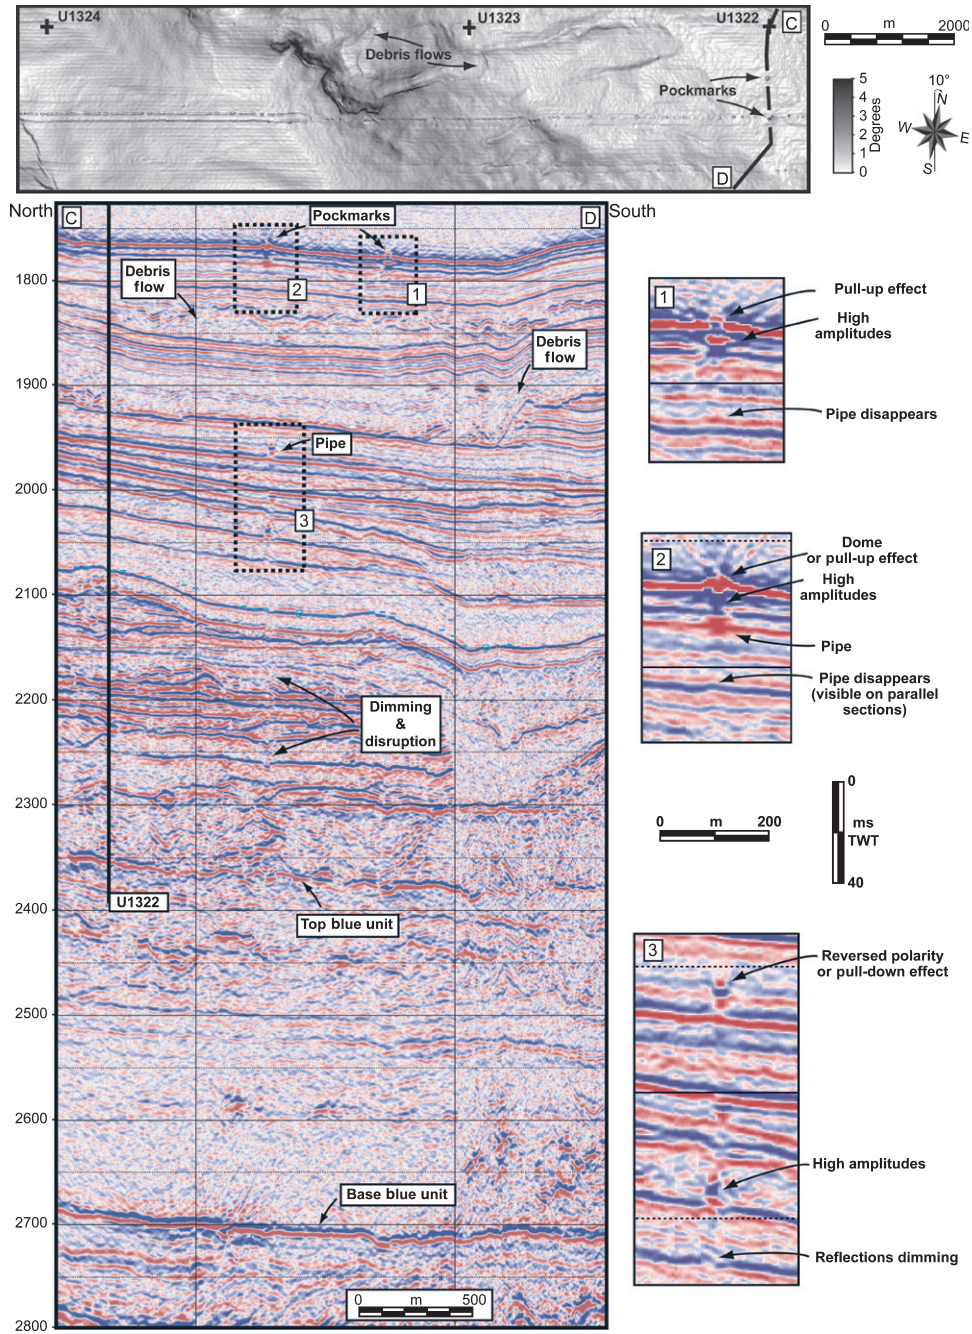 U1324
U1323
U1322
C
Debris flows
Pockmarks
D
0 m 2000
5
4
3
2
1
0
Degrees
10°
N
W
E
S
North
C
Pockmarks
D
South
1800
1900
2000
2100
2200
2300
2400
2500
2600
2700
2800
Debris
flow
2
1
Debris
flow
Pipe
3
Dimming
&
disruption
U1322
Top blue unit
Base blue unit
0 m 500
1
Pull-up effect
High
amplitudes
Pipe disappears
2
Dome
or pull-up effect
High
amplitudes
Pipe
Pipe disappears
(visible on parallel
sections)
0 m 200
0
ms
TWT
40
3
Reversed polarity
or pull-down effect
High amplitudes
Reflections dimming